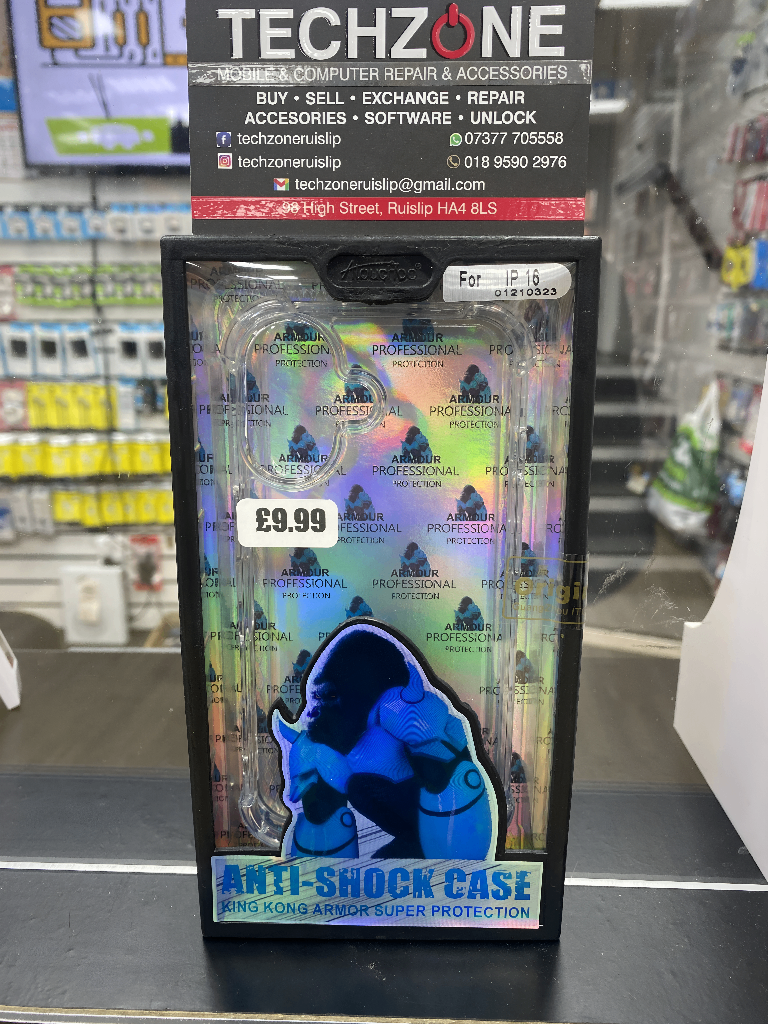 TECHZONE
MOBILE & COMPUTER REPAIR & ACCESSORIES
BUY • SELL • EXCHANGE • REPAIR
ACCESORIES • SOFTWARE • UNLOCK
techzoneruislip 07377 705558
techzoneruislip 018 9590 2976
techzoneruislip@gmail.com
98 High Street, Ruislip HA4 8LS
For IP 16
01210323
ARMOUR
PROFESSIONAL
PROTECTION
£9.99
ANTI-SHOCK CASE
KING KONG ARMOR SUPER PROTECTION